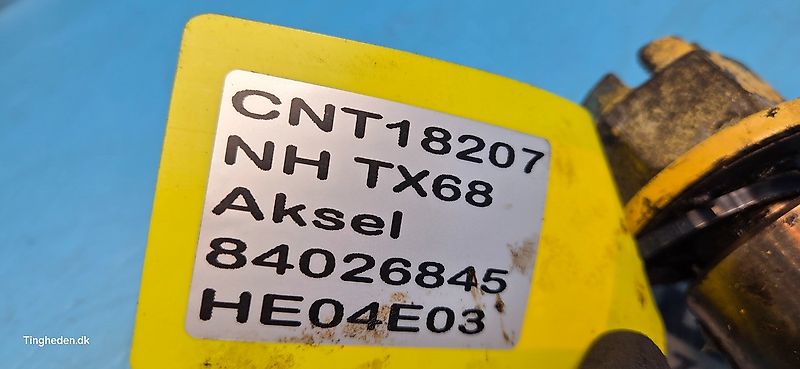 CNT18207
NH TX68
Aksel
84026845
HE04E03
Tingheden.dk